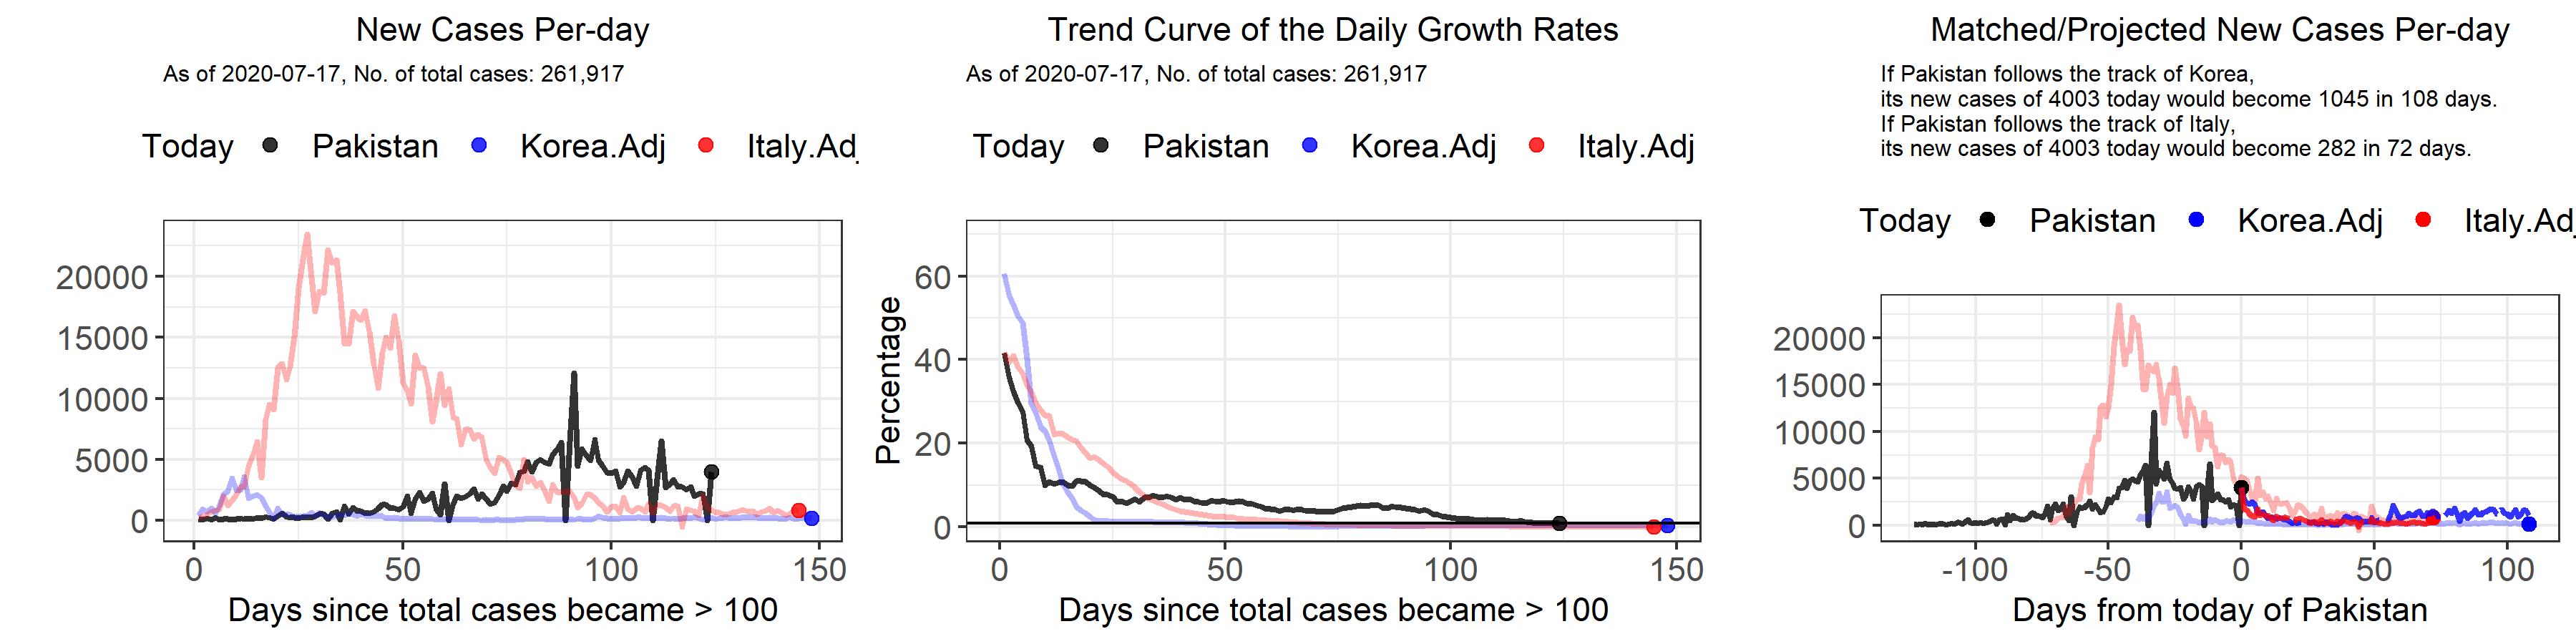 New Cases Per-day
As of 2020-07-17, No. of total cases: 261,917
Today Pakistan Korea.Adj Italy.Ad
20000
15000
10000
5000
0
0 50 100 150
Days since total cases became > 100
Trend Curve of the Daily Growth Rates
As of 2020-07-17, No. of total cases: 261,917
Today Pakistan Korea.Adj Italy.Adj
Percentage
60
40
20
0
0 50 100 150
Days since total cases became > 100
Matched/Projected New Cases Per-day
If Pakistan follows the track of Korea,
its new cases of 4003 today would become 1045 in 108 days.
If Pakistan follows the track of Italy,
its new cases of 4003 today would become 282 in 72 days.
Today Pakistan Korea.Adj Italy.Adj
20000
15000
10000
5000
0
-100 -50 0 50 100
Days from today of Pakistan